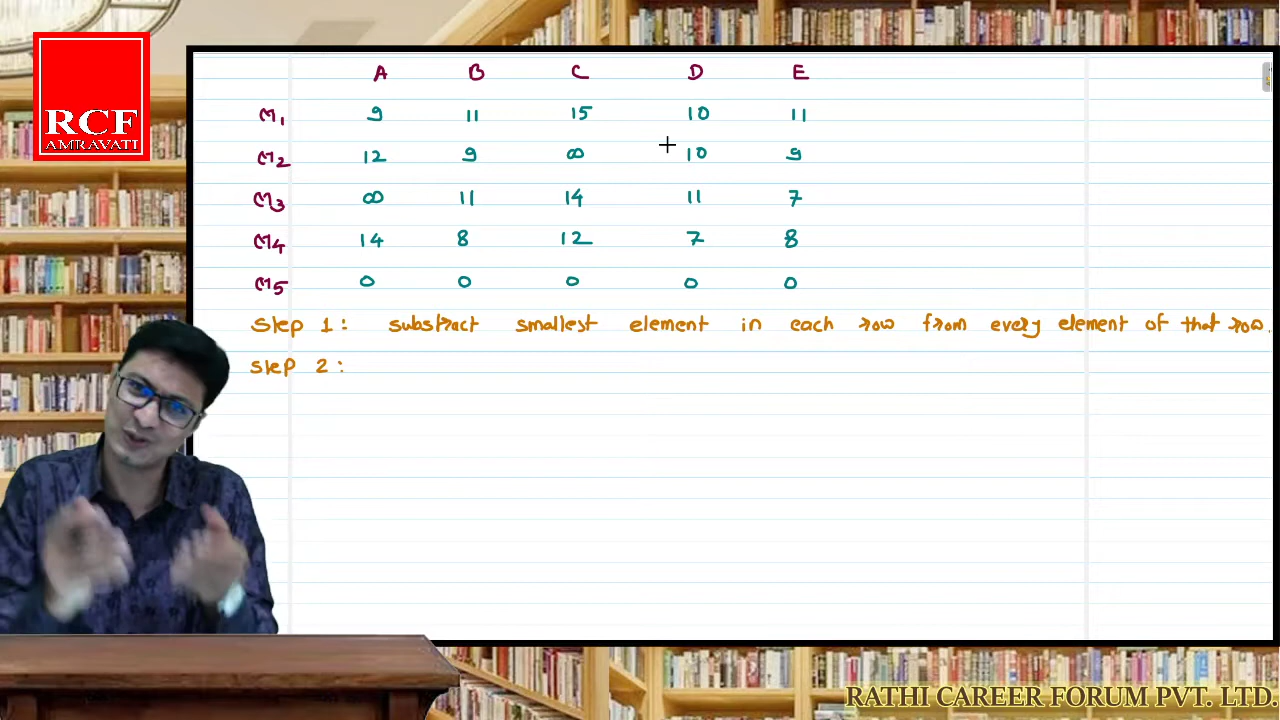 RCF
AMRAVATI
A B C D E
M1 9 11 15 10 11
M2 12 9 ∞ 10 9
M3 ∞ 11 14 11 7
M4 14 8 12 7 8
M5 0 0 0 0 0
Step 1: substract smallest element in each row from every element of that row.
Step 2:
RATHI CAREER FORUM PVT. LTD.